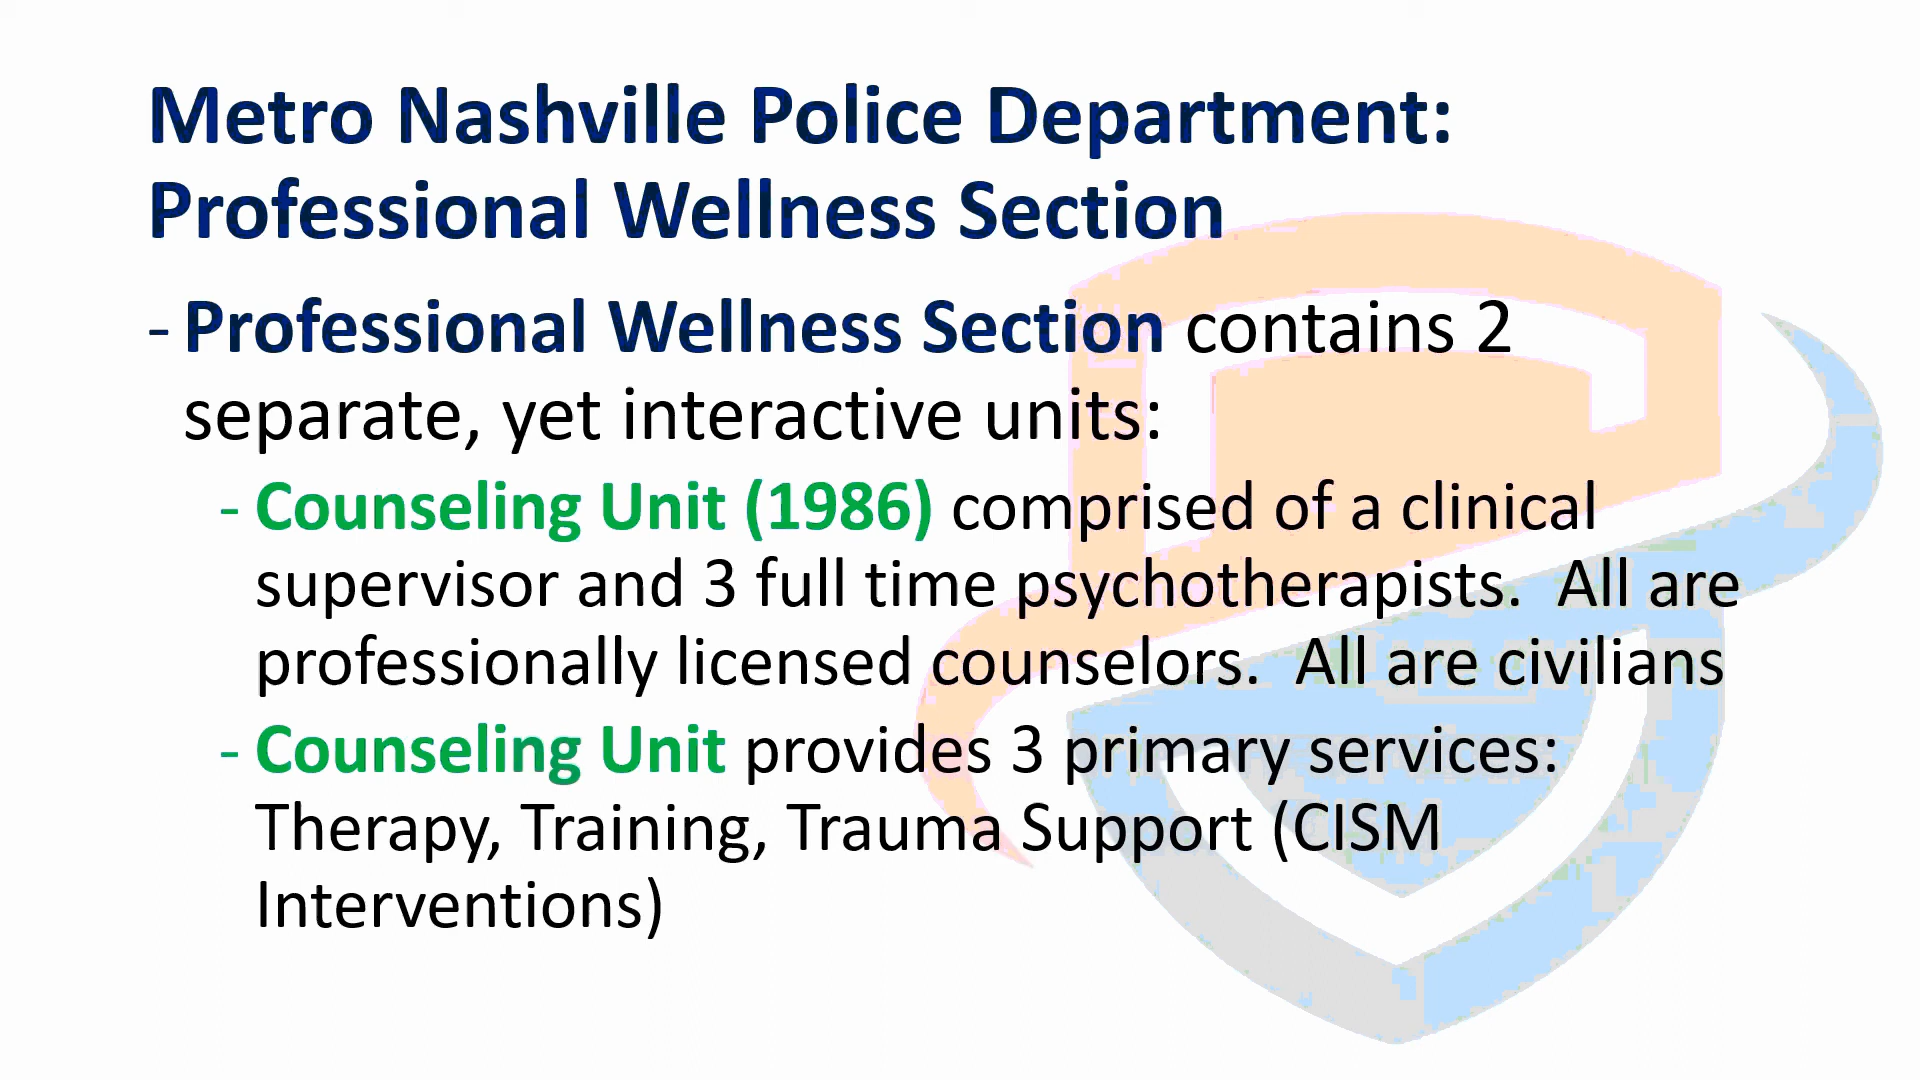 Metro Nashville Police Department:
Professional Wellness Section
- Professional Wellness Section contains 2
separate, yet interactive units:
- Counseling Unit (1986) comprised of a clinical
supervisor and 3 full time psychotherapists.  All are
professionally licensed counselors.  All are civilians
- Counseling Unit provides 3 primary services:
Therapy, Training, Trauma Support (CISM
Interventions)